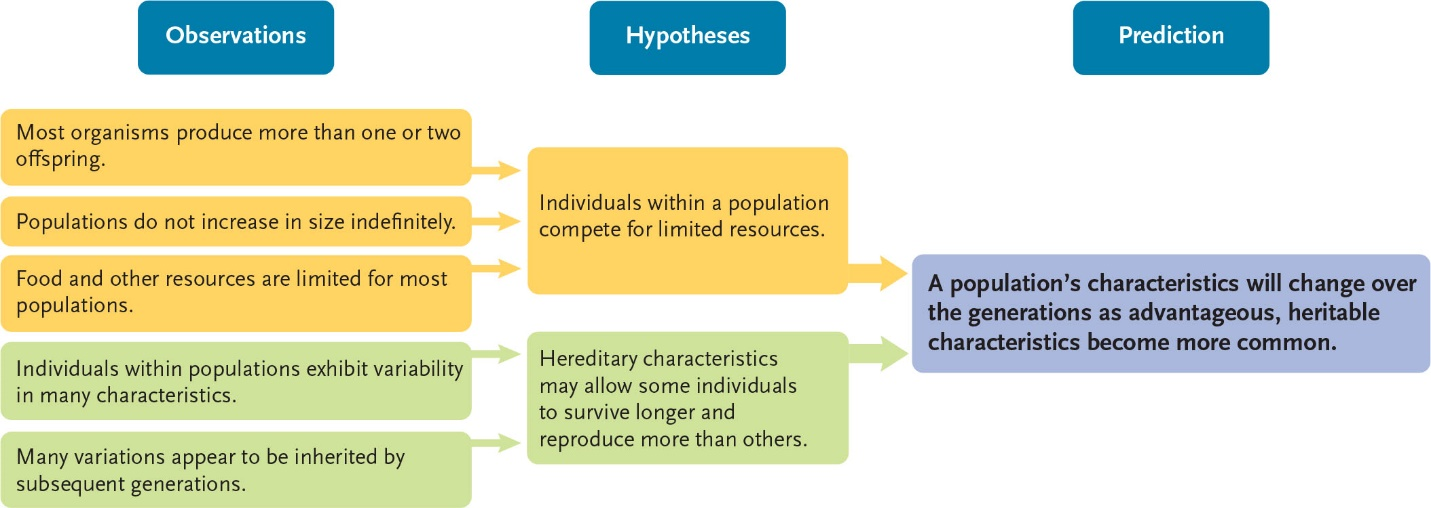 Observations
Hypotheses
Prediction
Most organisms produce more than one or two
offspring.
Populations do not increase in size indefinitely.
Food and other resources are limited for most
populations.
Individuals within populations exhibit variability
in many characteristics.
Many variations appear to be inherited by
subsequent generations.
Individuals within a population
compete for limited resources.
Hereditary characteristics
may allow some individuals
to survive longer and
reproduce more than others.
A population’s characteristics will change over
the generations as advantageous, heritable
characteristics become more common.